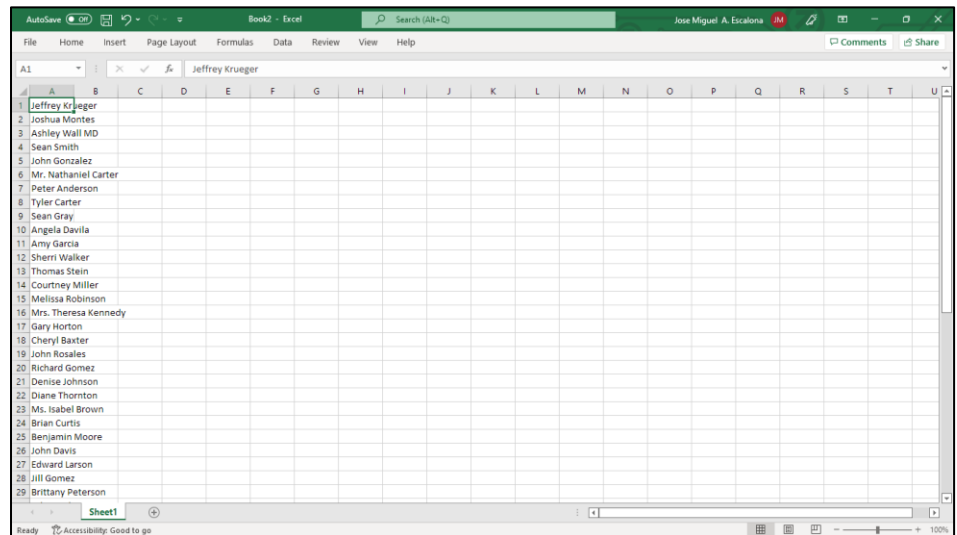 AutoSave Off Book2 - Excel Search (Alt+Q) Jose Miguel A. Escalona JM
File Home Insert Page Layout Formulas Data Review View Help Comments Share
A1 fx Jeffrey Krueger
A B C D E F G H I J K L M N O P Q R S T U
1 Jeffrey Krueger
2 Joshua Montes
3 Ashley Wall MD
4 Sean Smith
5 John Gonzalez
6 Mr. Nathaniel Carter
7 Peter Anderson
8 Tyler Carter
9 Sean Gray
10 Angela Davila
11 Amy Garcia
12 Sherri Walker
13 Thomas Stein
14 Courtney Miller
15 Melissa Robinson
16 Mrs. Theresa Kennedy
17 Gary Horton
18 Cheryl Baxter
19 John Rosales
20 Richard Gomez
21 Denise Johnson
22 Diane Thornton
23 Ms. Isabel Brown
24 Brian Curtis
25 Benjamin Moore
26 John Davis
27 Edward Larson
28 Jill Gomez
29 Brittany Peterson
Sheet1
Ready Accessibility: Good to go 100%